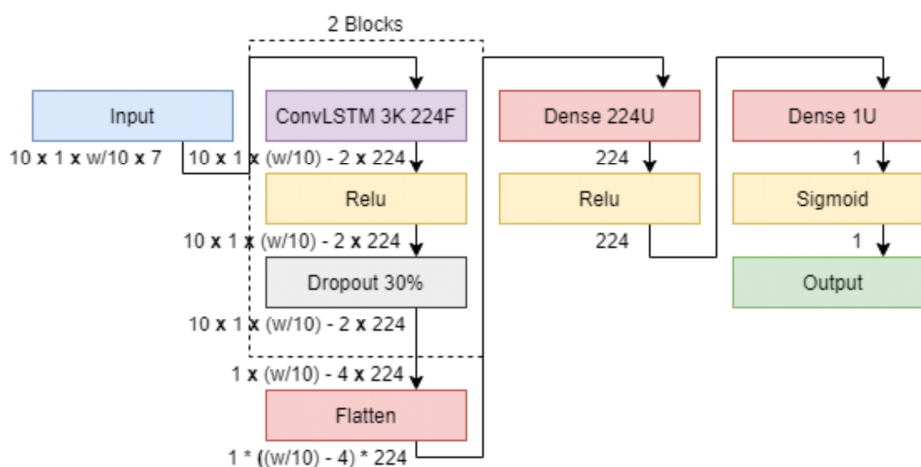 2 Blocks
Input
10 x 1 x w/10 x 7
ConvLSTM 3K 224F
10 x 1 x (w/10) - 2 x 224
Relu
10 x 1 x (w/10) - 2 x 224
Dropout 30%
10 x 1 x (w/10) - 2 x 224
1 x (w/10) - 4 x 224
Flatten
1 * ((w/10) - 4) * 224
Dense 224U
224
Relu
224
Dense 1U
1
Sigmoid
1
Output